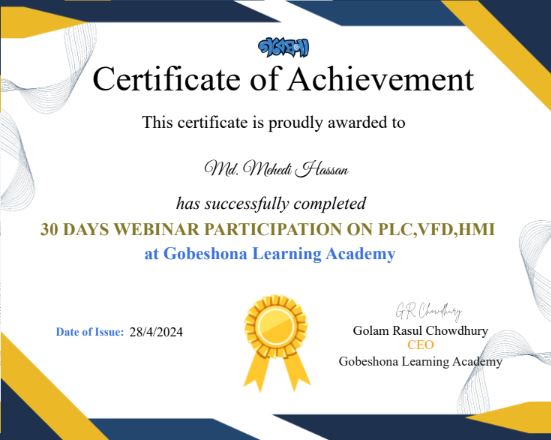 গবেষণা
Certificate of Achievement
This certificate is proudly awarded to
Md. Mehedi Hassan
has successfully completed
30 DAYS WEBINAR PARTICIPATION ON PLC,VFD,HMI
at Gobeshona Learning Academy
Date of Issue: 28/4/2024
G.R Chowdhury
Golam Rasul Chowdhury
CEO
Gobeshona Learning Academy